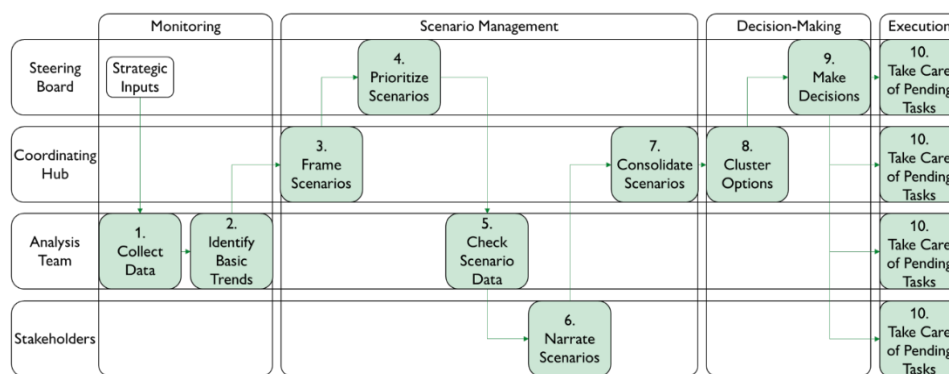 Monitoring
Scenario Management
Decision-Making
Execution
Steering
Board
Strategic
Inputs
4.
Prioritize
Scenarios
9.
Make
Decisions
10.
Take Care
of Pending
Tasks
Coordinating
Hub
3.
Frame
Scenarios
7.
Consolidate
Scenarios
8.
Cluster
Options
10.
Take Care
of Pending
Tasks
Analysis
Team
1.
Collect
Data
2.
Identify
Basic
Trends
5.
Check
Scenario
Data
10.
Take Care
of Pending
Tasks
Stakeholders
6.
Narrate
Scenarios
10.
Take Care
of Pending
Tasks